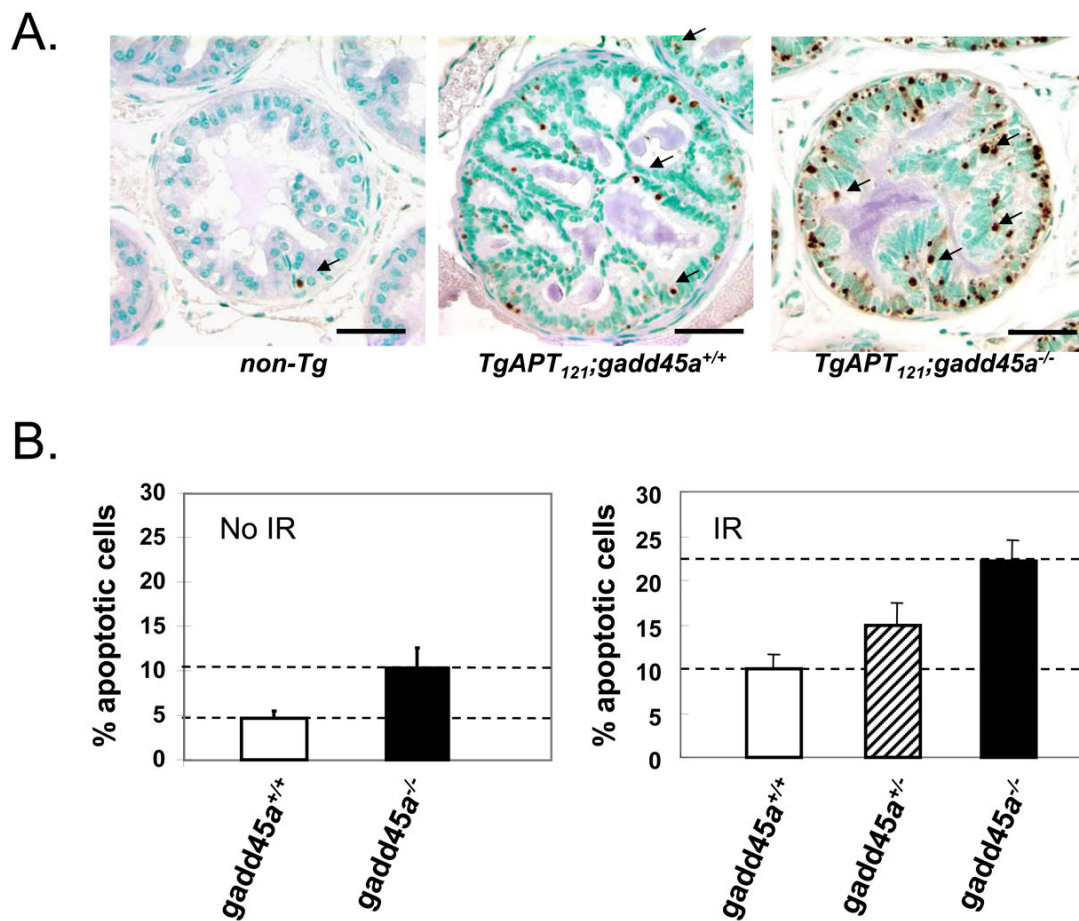 A.
non-Tg
TgAPT₁₂₁;gadd45a⁺/⁺
TgAPT₁₂₁;gadd45a⁻/⁻
B.
% apoptotic cells
30
25
20
15
10
5
0
No IR
gadd45a⁺/⁺
gadd45a⁻/⁻
% apoptotic cells
30
25
20
15
10
5
0
IR
gadd45a⁺/⁺
gadd45a⁺/⁻
gadd45a⁻/⁻